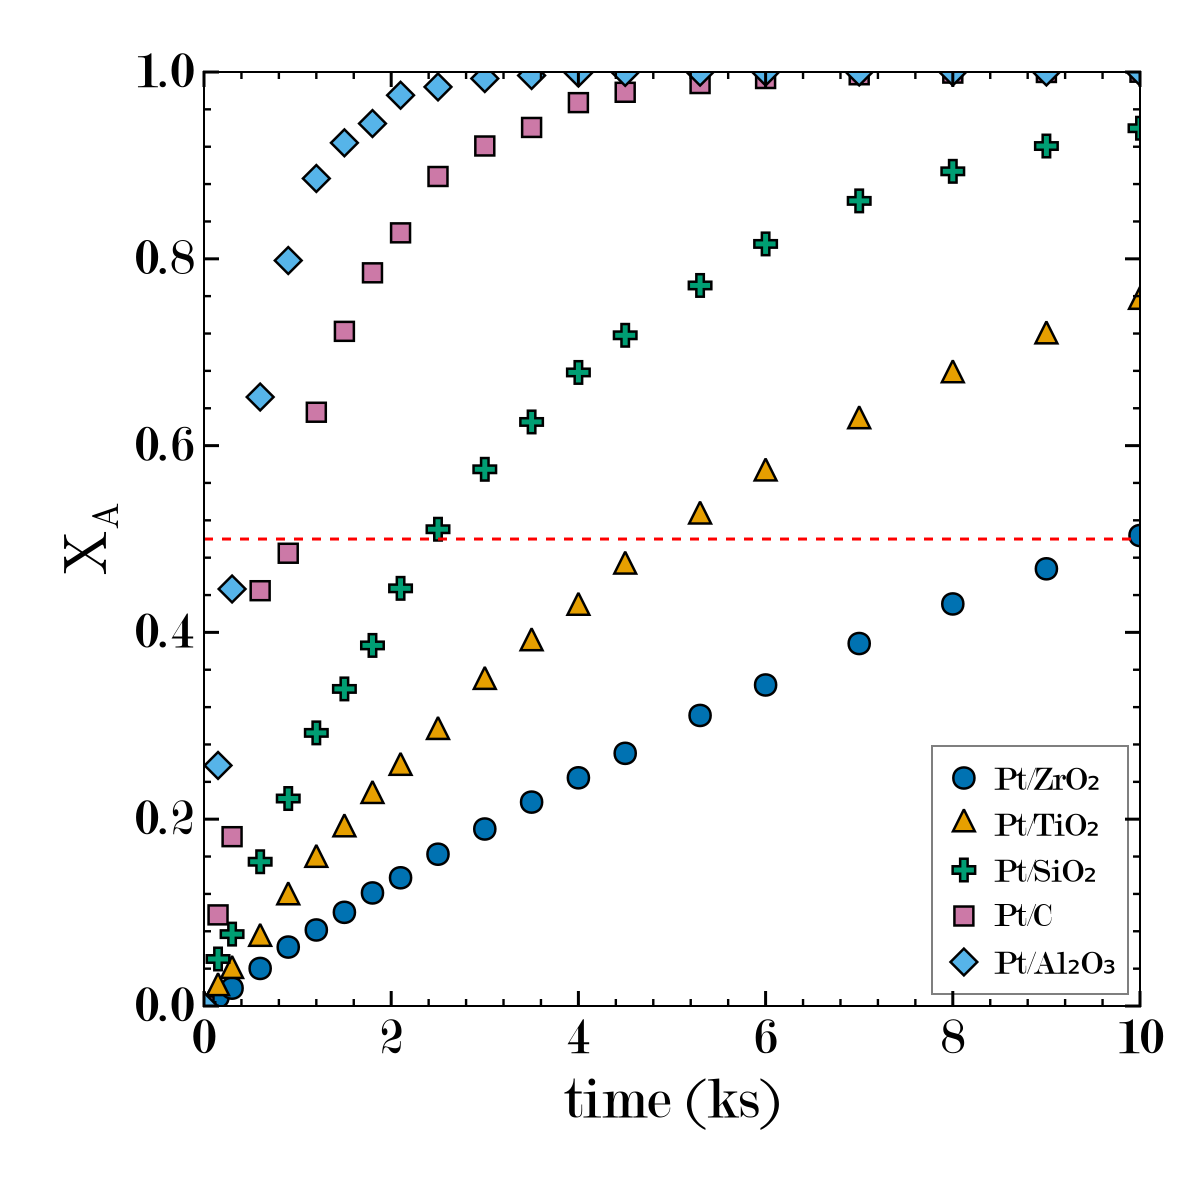 1.0
0.8
0.6
0.4
0.2
0.0
X_A
0 2 4 6 8 10
time (ks)
Pt/ZrO₂
Pt/TiO₂
Pt/SiO₂
Pt/C
Pt/Al₂O₃